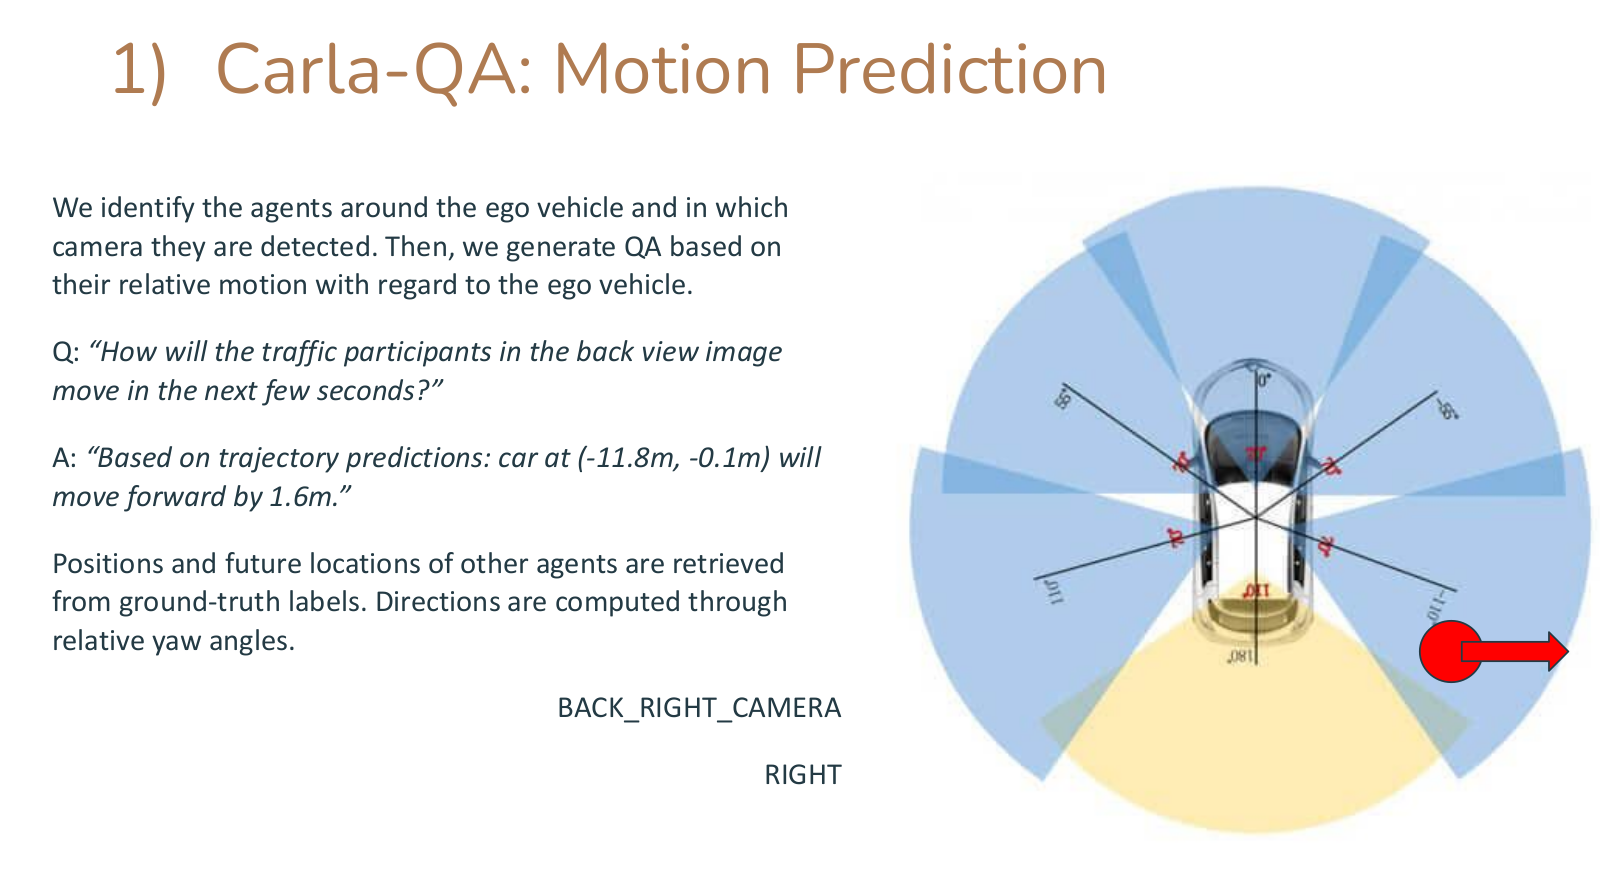 1) Carla-QA: Motion Prediction
We identify the agents around the ego vehicle and in which
camera they are detected. Then, we generate QA based on
their relative motion with regard to the ego vehicle.
Q: “How will the traffic participants in the back view image
move in the next few seconds?”
A: “Based on trajectory predictions: car at (-11.8m, -0.1m) will
move forward by 1.6m.”
Positions and future locations of other agents are retrieved
from ground-truth labels. Directions are computed through
relative yaw angles.
BACK_RIGHT_CAMERA
RIGHT
0°
55°
-55°
70°
70°
70°
70°
70°
110°
-110°
110°
180°